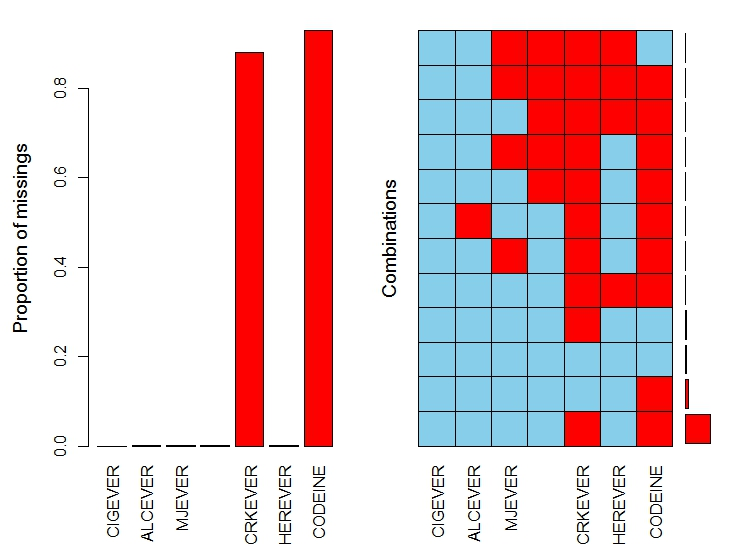 Proportion of missings
0.0
0.2
0.4
0.6
0.8
CIGEVER
ALCEVER
MJEVER
CRKEVER
HEREVER
CODEINE
Combinations
CIGEVER
ALCEVER
MJEVER
CRKEVER
HEREVER
CODEINE